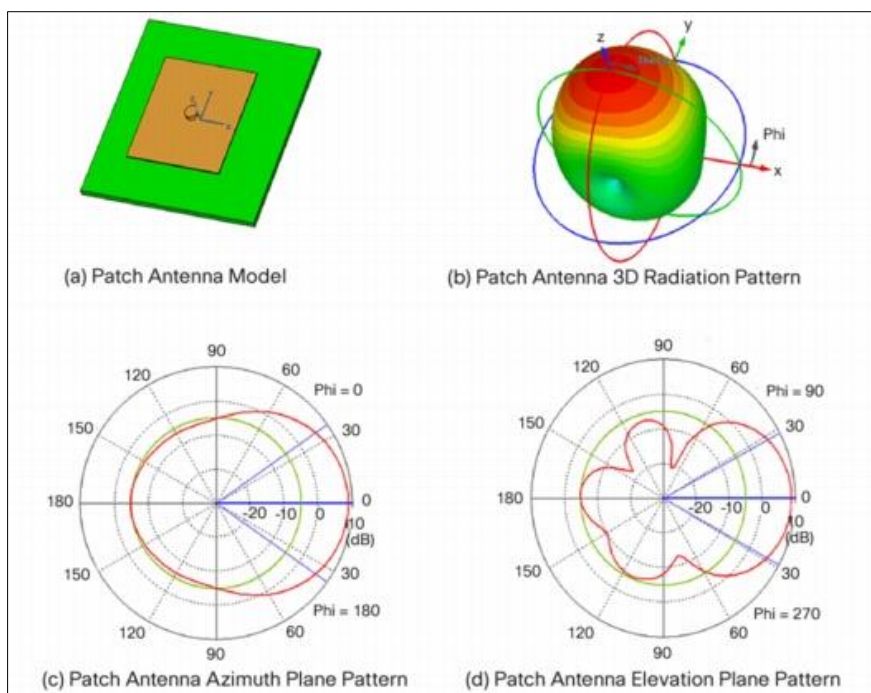 z
y
Theta
Phi
x
(a) Patch Antenna Model
(b) Patch Antenna 3D Radiation Pattern
90
120
60
Phi = 0
150
30
180
-20 -10 0
0
10
(dB)
150
30
Phi = 180
120
60
90
(c) Patch Antenna Azimuth Plane Pattern
90
120
60
Phi = 90
150
30
180
-20 -10 0
0
10
(dB)
150
30
Phi = 270
120
60
90
(d) Patch Antenna Elevation Plane Pattern